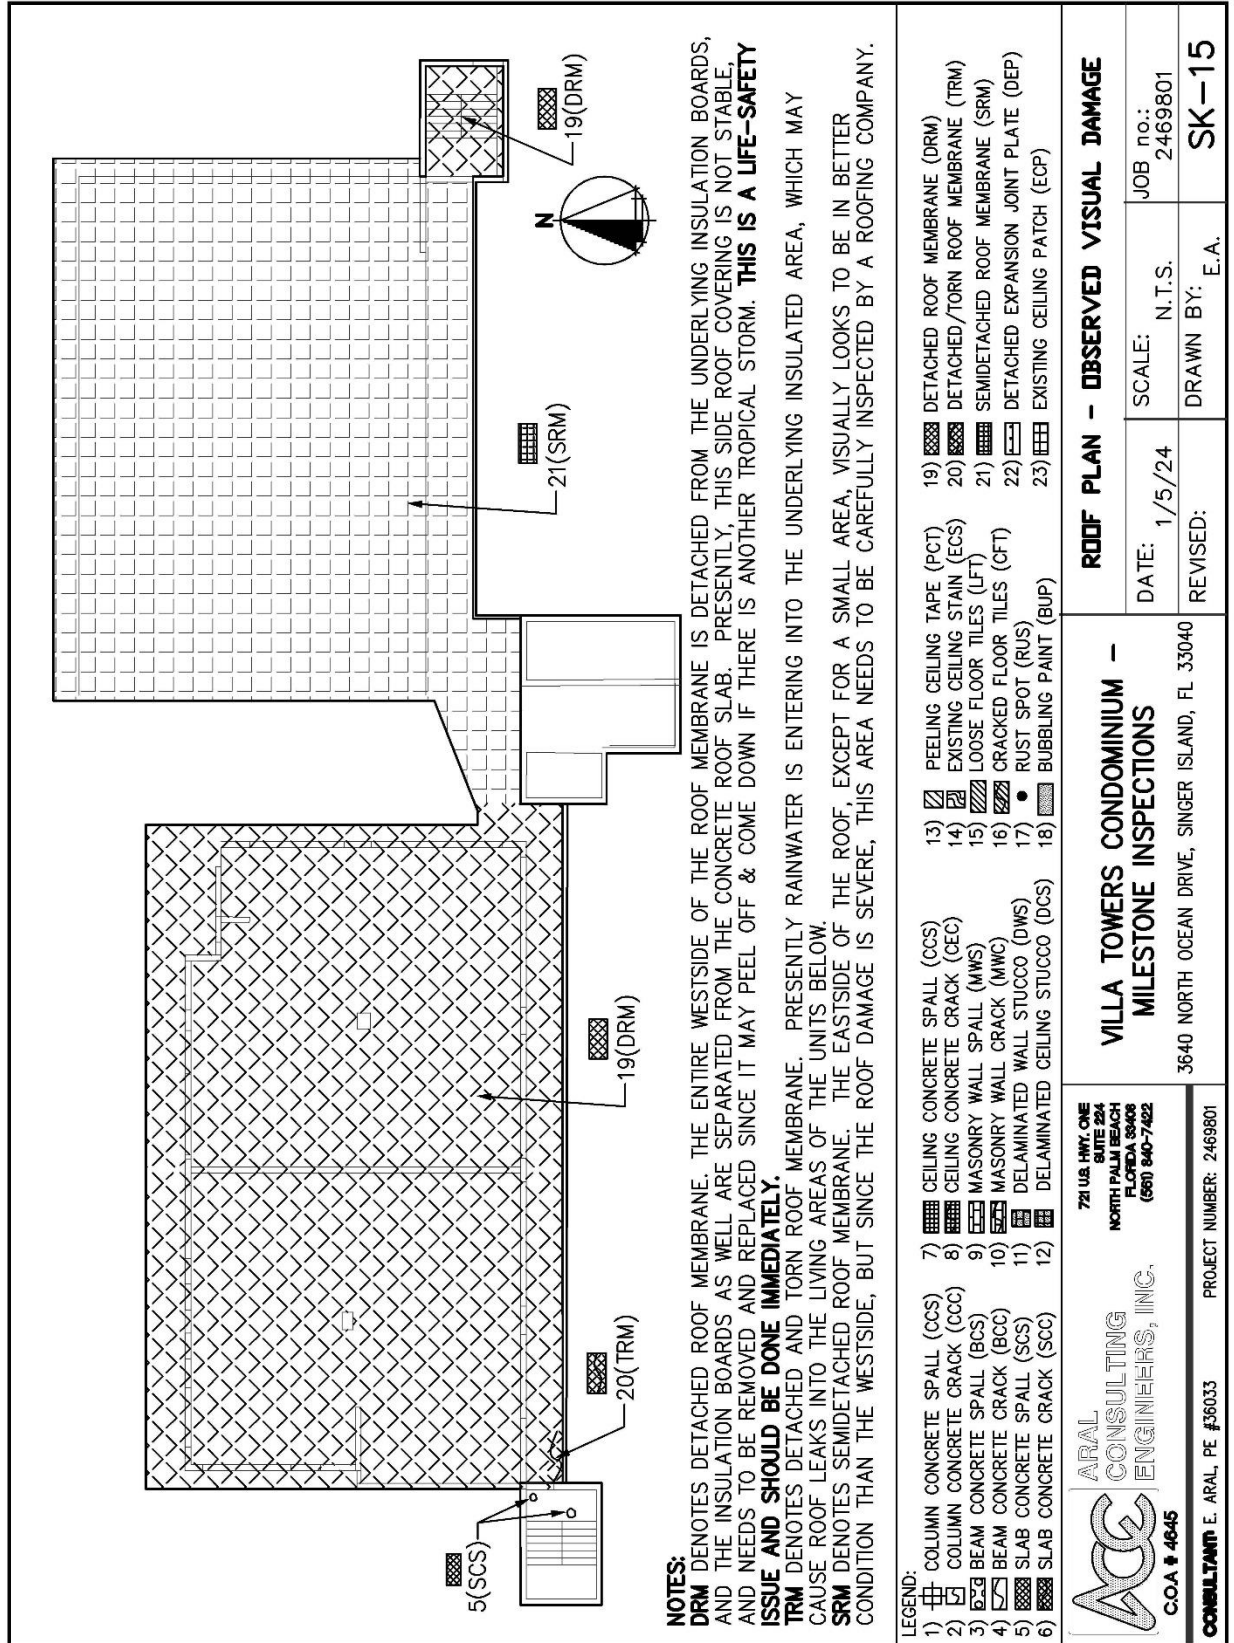 5(SCS)
20(TRM)
19(DRM)
21(SRM)
N
19(DRM)
NOTES:
DRM DENOTES DETACHED ROOF MEMBRANE. THE ENTIRE WESTSIDE OF THE ROOF MEMBRANE IS DETACHED FROM THE UNDERLYING INSULATION BOARDS,
AND THE INSULATION BOARDS AS WELL ARE SEPARATED FROM THE CONCRETE ROOF SLAB. PRESENTLY, THIS SIDE ROOF COVERING IS NOT STABLE,
AND NEEDS TO BE REMOVED AND REPLACED SINCE IT MAY PEEL OFF & COME DOWN IF THERE IS ANOTHER TROPICAL STORM. THIS IS A LIFE-SAFETY
ISSUE AND SHOULD BE DONE IMMEDIATELY.
TRM DENOTES DETACHED AND TORN ROOF MEMBRANE. PRESENTLY RAINWATER IS ENTERING INTO THE UNDERLYING INSULATED AREA, WHICH MAY
CAUSE ROOF LEAKS INTO THE LIVING AREAS OF THE UNITS BELOW.
SRM DENOTES SEMIDETACHED ROOF MEMBRANE. THE EASTSIDE OF THE ROOF, EXCEPT FOR A SMALL AREA, VISUALLY LOOKS TO BE IN BETTER
CONDITION THAN THE WESTSIDE, BUT SINCE THE ROOF DAMAGE IS SEVERE, THIS AREA NEEDS TO BE CAREFULLY INSPECTED BY A ROOFING COMPANY.
LEGEND:
1) COLUMN CONCRETE SPALL (CCS)
2) COLUMN CONCRETE CRACK (CCC)
3) BEAM CONCRETE SPALL (BCS)
4) BEAM CONCRETE CRACK (BCC)
5) SLAB CONCRETE SPALL (SCS)
6) SLAB CONCRETE CRACK (SCC)
7) CEILING CONCRETE SPALL (CCS)
8) CEILING CONCRETE CRACK (CEC)
9) MASONRY WALL SPALL (MWS)
10) MASONRY WALL CRACK (MWC)
11) DELAMINATED WALL STUCCO (DWS)
12) DELAMINATED CEILING STUCCO (DCS)
13) PEELING CEILING TAPE (PCT)
14) EXISTING CEILING STAIN (ECS)
15) LOOSE FLOOR TILES (LFT)
16) CRACKED FLOOR TILES (CFT)
17) RUST SPOT (RUS)
18) BUBBLING PAINT (BUP)
19) DETACHED ROOF MEMBRANE (DRM)
20) DETACHED/TORN ROOF MEMBRANE (TRM)
21) SEMIDETACHED ROOF MEMBRANE (SRM)
22) DETACHED EXPANSION JOINT PLATE (DEP)
23) EXISTING CEILING PATCH (ECP)
ACE
ARAL
CONSULTING
ENGINEERS, INC.
C.O.A # 4645
721 U.S. HWY. ONE
SUITE 224
NORTH PALM BEACH
FLORIDA 33408
(561) 840-7422
CONSULTANT: E. ARAL, PE #36033 PROJECT NUMBER: 2469801
VILLA TOWERS CONDOMINIUM -
MILESTONE INSPECTIONS
3640 NORTH OCEAN DRIVE, SINGER ISLAND, FL 33040
ROOF PLAN - OBSERVED VISUAL DAMAGE
DATE: 1/5/24
SCALE: N.T.S.
JOB no.: 2469801
REVISED:
DRAWN BY: E.A.
SK-15